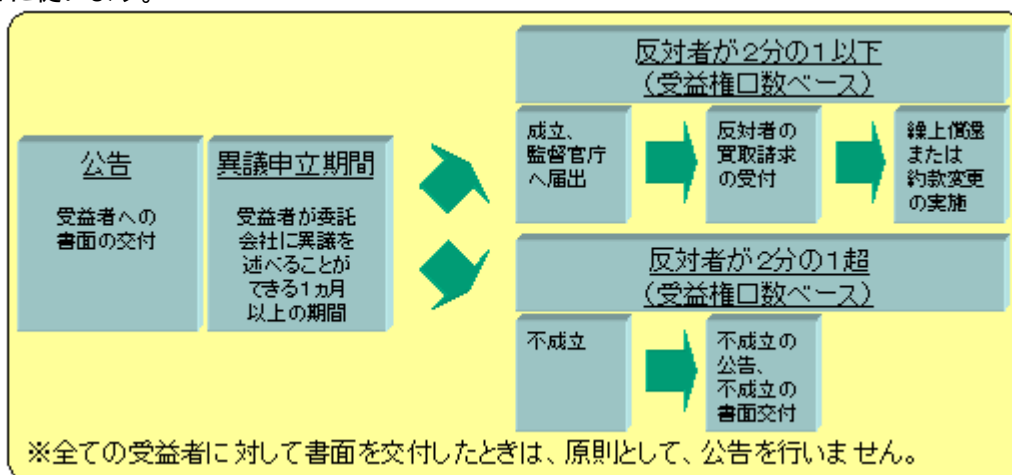 公告
受益者への
書面の交付
異議申立期間
受益者が委託
会社に異議を
述べることが
できる1ヵ月
以上の期間
反対者が2分の1以下
(受益権口数ベース)
成立、
監督官庁
へ届出
反対者の
買取請求
の受付
繰上償還
または
約款変更
の実施
反対者が2分の1超
(受益権口数ベース)
不成立
不成立の
公告、
不成立の
書面交付
※全ての受益者に対して書面を交付したときは、原則として、公告を行いません。